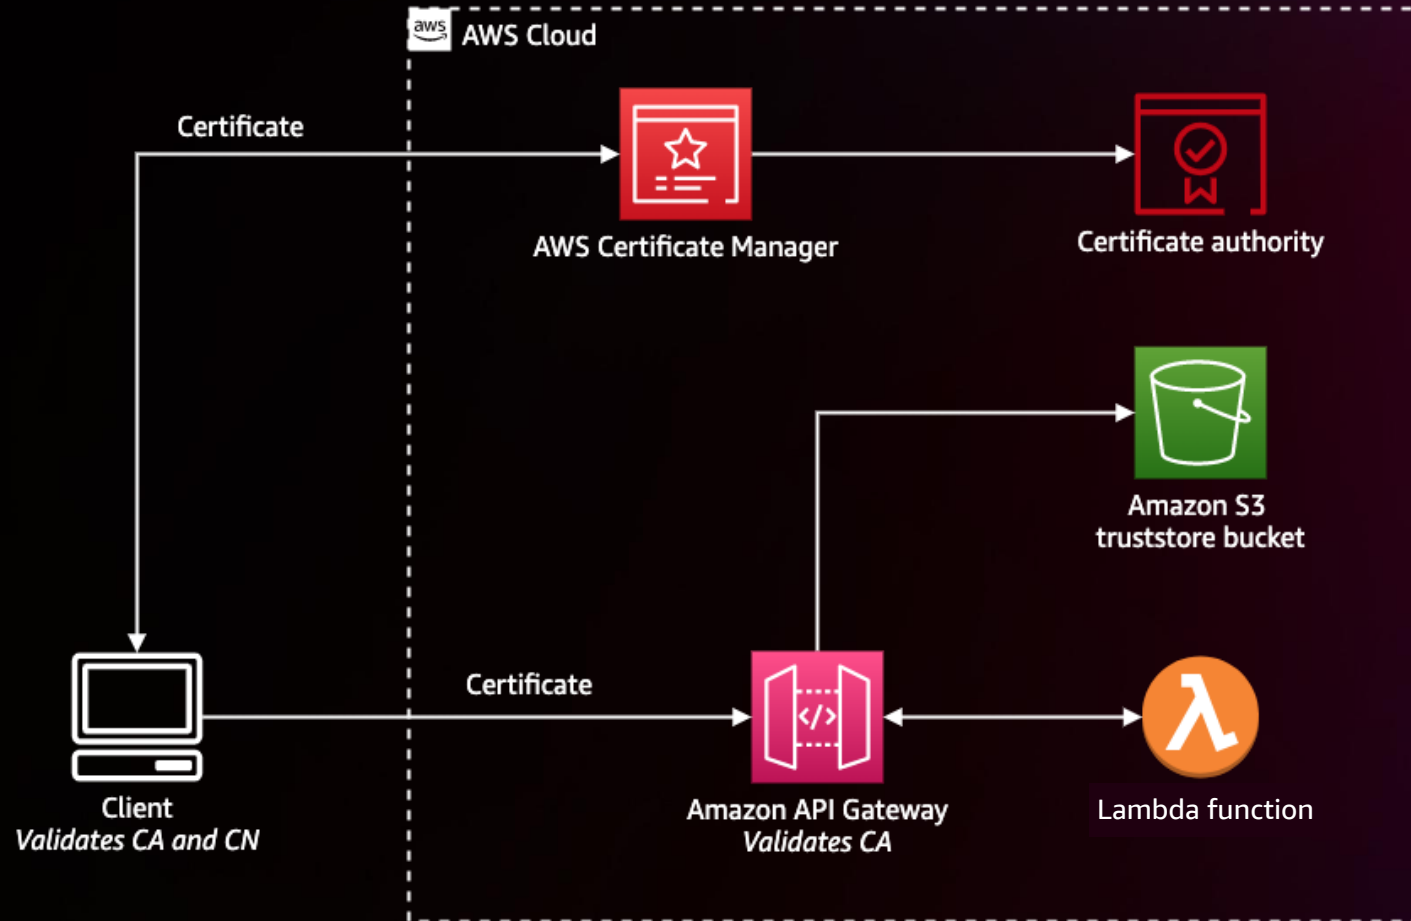 aws
AWS Cloud
Certificate
AWS Certificate Manager
Certificate authority
Amazon S3
truststore bucket
Certificate
</>
Client
Validates CA and CN
Amazon API Gateway
Validates CA
λ
Lambda function